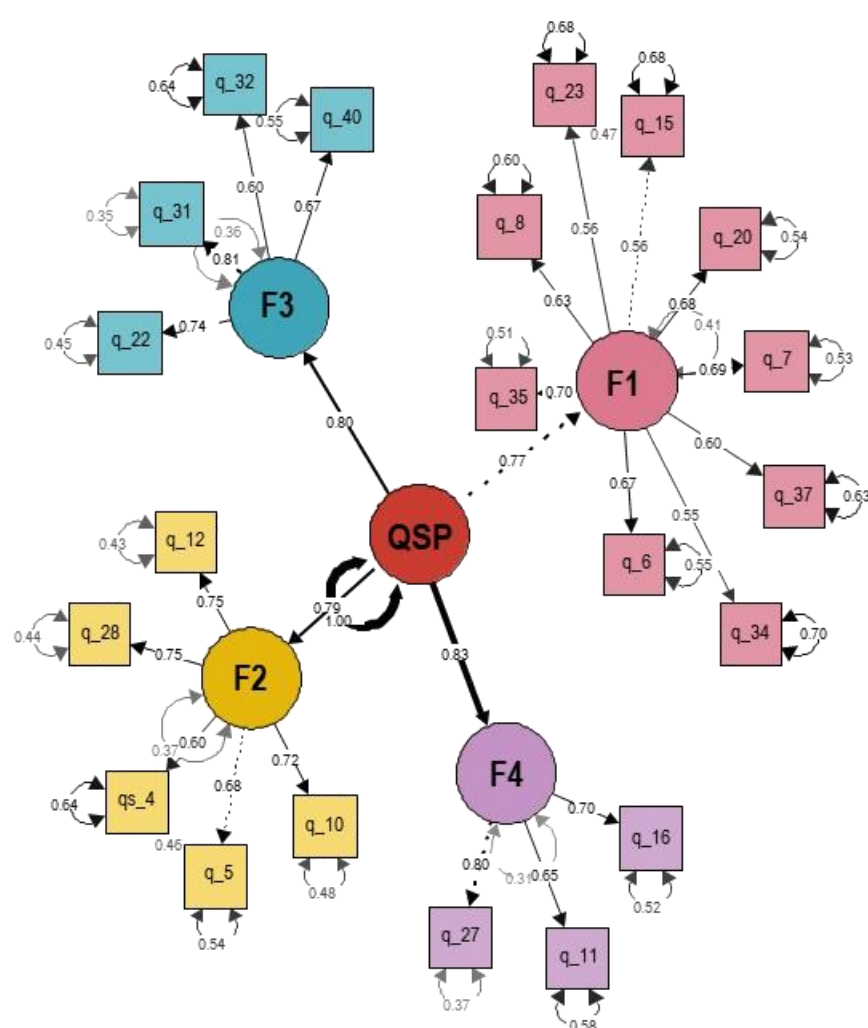 0.68
q_23
0.68
q_15
0.47
q_32
0.64
q_40
0.55
0.60
q_8
q_31
0.35
0.36
0.60
0.67
0.81
F3
q_22
0.45
0.74
q_20
0.54
0.56
0.56
0.63
0.68
0.41
0.51
q_35
0.70
F1
0.69
q_7
0.53
0.80
0.77
0.60
q_37
0.63
0.67
0.55
q_6
0.55
q_34
0.70
QSP
0.79
1.00
0.83
q_12
0.43
0.75
q_28
0.44
0.75
F2
0.37
0.60
0.72
0.68
qs_4
0.64
0.46
q_5
0.54
q_10
0.48
F4
0.70
q_16
0.52
0.80
0.31
0.65
q_27
0.37
q_11
0.58